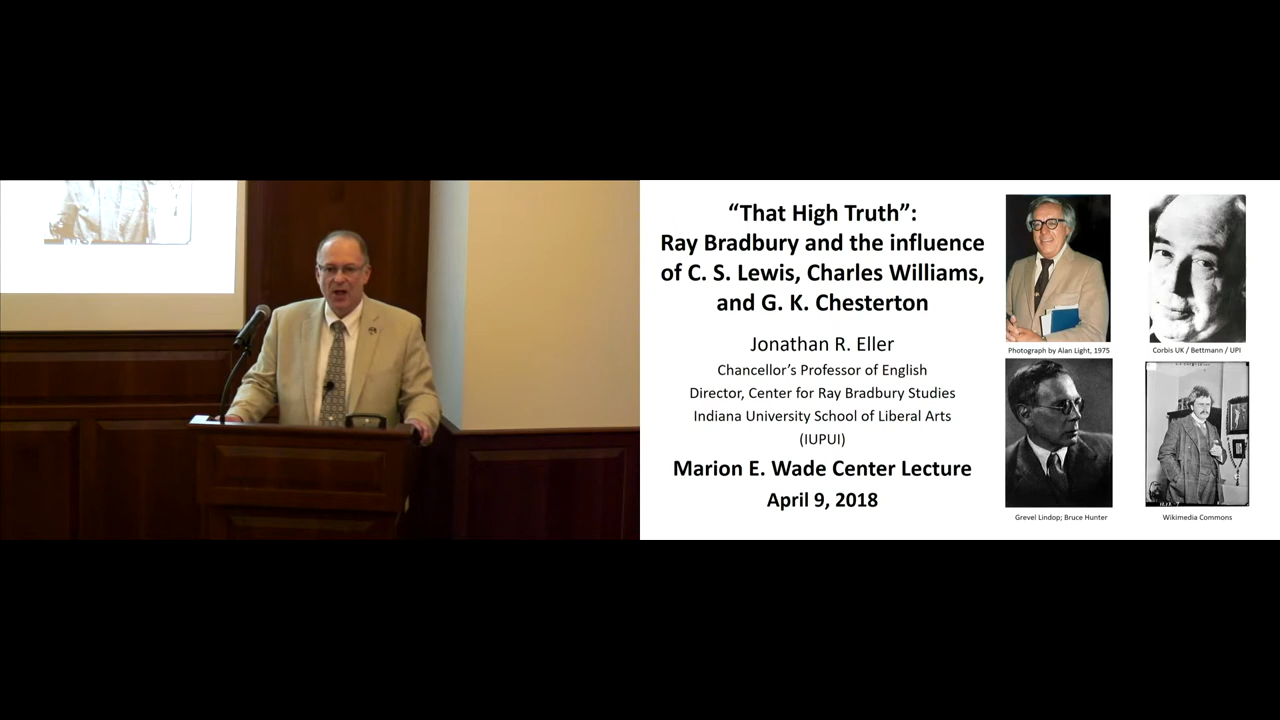 “That High Truth”:
Ray Bradbury and the influence
of C. S. Lewis, Charles Williams,
and G. K. Chesterton
Jonathan R. Eller
Chancellor’s Professor of English
Director, Center for Ray Bradbury Studies
Indiana University School of Liberal Arts
(IUPUI)
Marion E. Wade Center Lecture
April 9, 2018
Photograph by Alan Light, 1975
Corbis UK / Bettmann / UPI
Grevel Lindop; Bruce Hunter
Wikimedia Commons